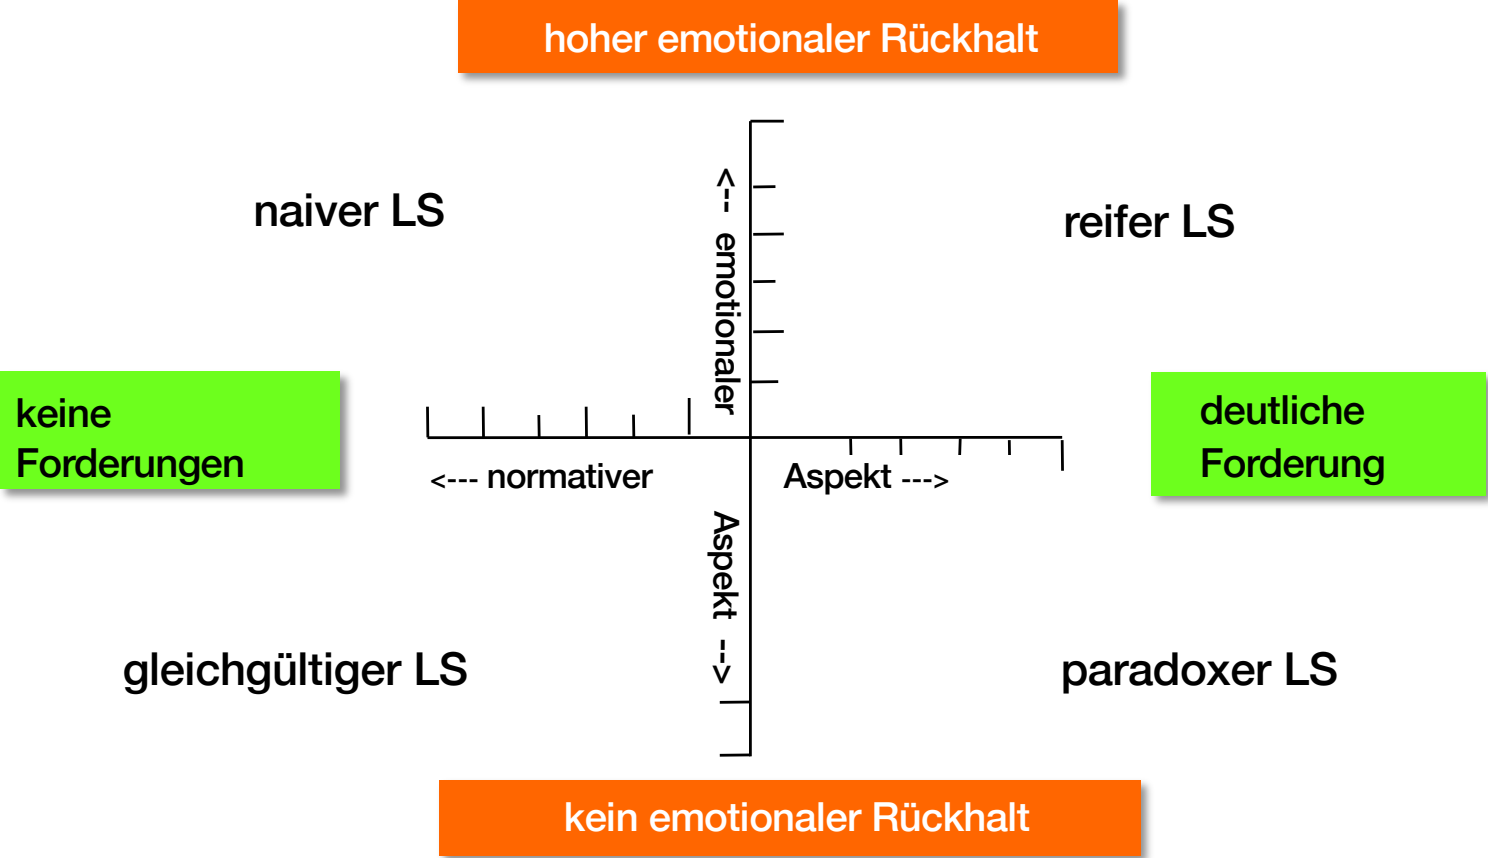 hoher emotionaler Rückhalt
naiver LS
<--- emotionaler
reifer LS
keine
Forderungen
deutliche
Forderung
<--- normativer
Aspekt --->
Aspekt -->
gleichgültiger LS
paradoxer LS
kein emotionaler Rückhalt